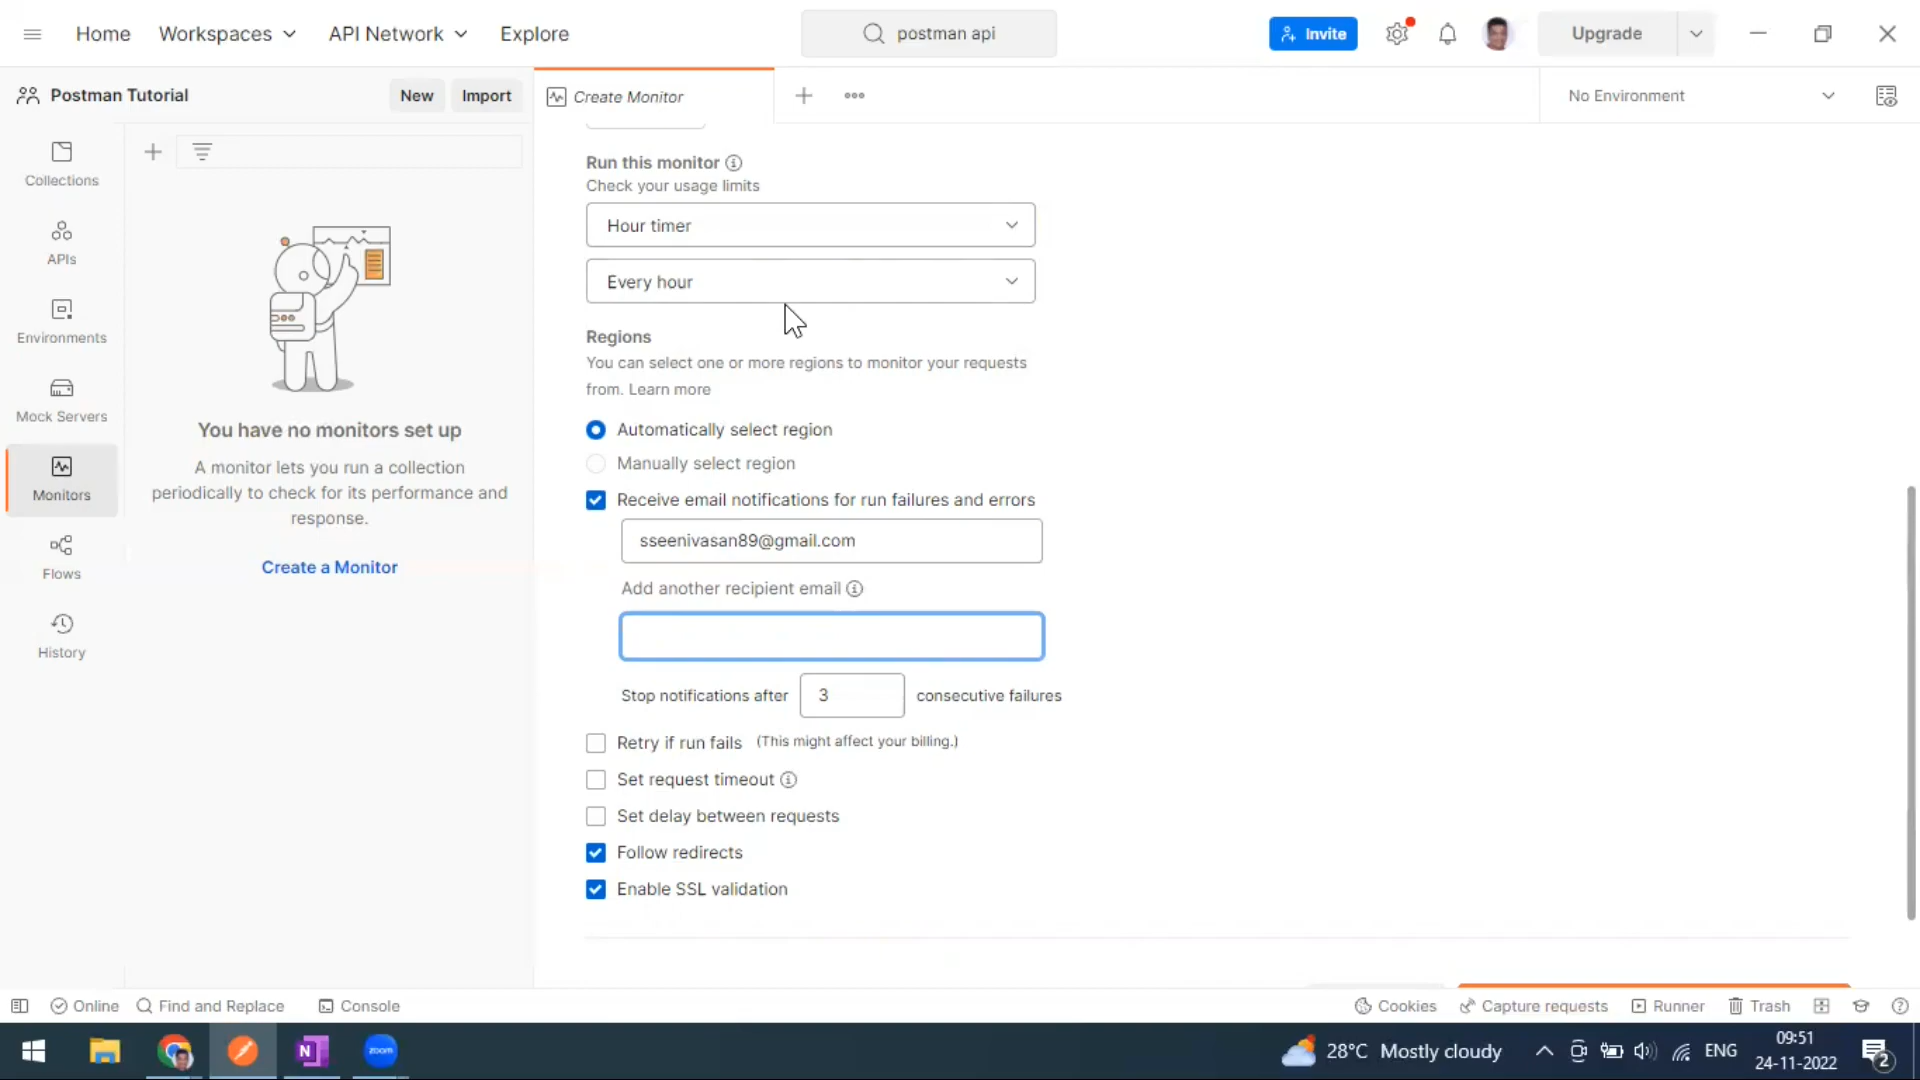 Home
Workspaces
API Network
Explore
postman api
Invite
Upgrade
Postman Tutorial
New
Import
Create Monitor
No Environment
Collections
APIs
Environments
Mock Servers
Monitors
Flows
History
You have no monitors set up
A monitor lets you run a collection
periodically to check for its performance and
response.
Create a Monitor
Run this monitor
Check your usage limits
Hour timer
Every hour
Regions
You can select one or more regions to monitor your requests
from. Learn more
Automatically select region
Manually select region
Receive email notifications for run failures and errors
sseenivasan89@gmail.com
Add another recipient email
Stop notifications after 3 consecutive failures
Retry if run fails (This might affect your billing.)
Set request timeout
Set delay between requests
Follow redirects
Enable SSL validation
Online
Find and Replace
Console
Cookies
Capture requests
Runner
Trash
N
zoom
28°C Mostly cloudy
ENG
09:51
24-11-2022
2